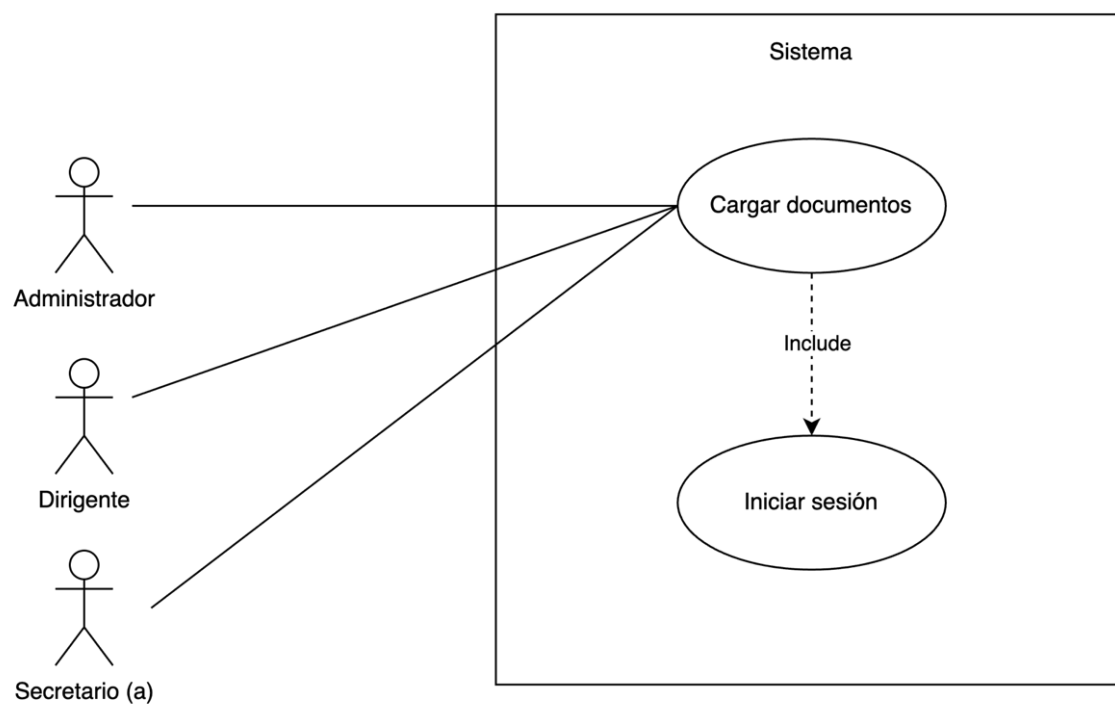 Sistema
Cargar documentos
Administrador
Include
Dirigente
Iniciar sesión
Secretario (a)